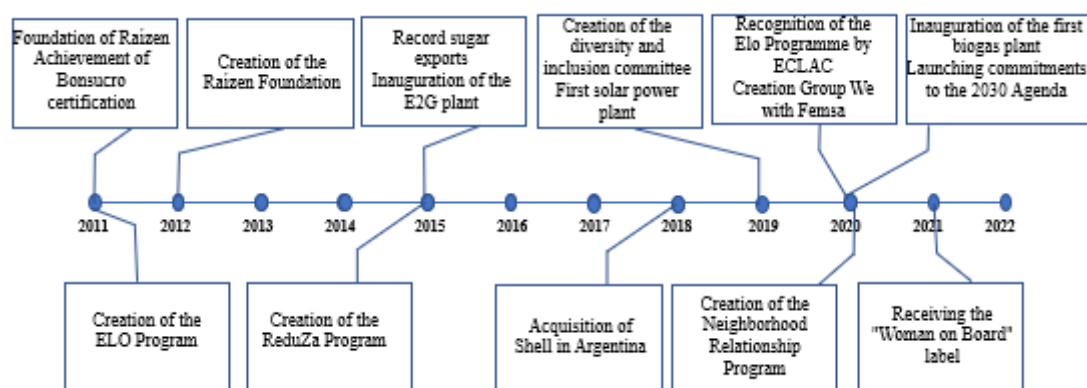 Foundation of Raizen
Achievement of
Bonsucro
certification
Creation of the
Raizen Foundation
Record sugar
exports
Inauguration of the
E2G plant
Creation of the
diversity and
inclusion committee
First solar power
plant
Recognition of the
Elo Programme by
ECLAC
Creation Group We
with Femsa
Inauguration of the first
biogas plant
Launching commitments
to the 2030 Agenda
2011
2012
2013
2014
2015
2016
2017
2018
2019
2020
2021
2022
Creation of the
ELO Program
Creation of the
ReduZa Program
Acquisition of
Shell in Argentina
Creation of the
Neighborhood
Relationship
Program
Receiving the
"Woman on Board"
label